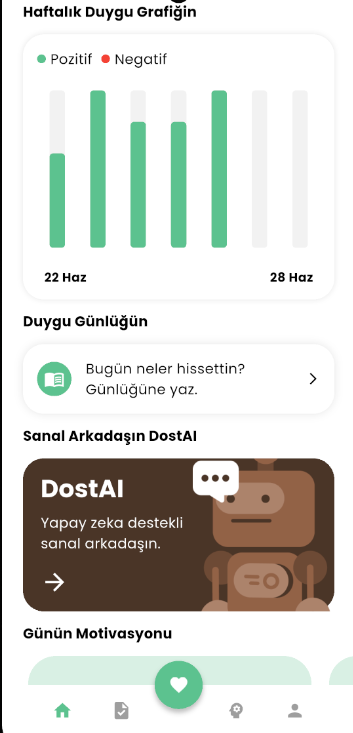 Haftalık Duygu Grafiğin
Pozitif Negatif
22 Haz 28 Haz
Duygu Günlüğün
Bugün neler hissettin?
Günlüğüne yaz.
Sanal Arkadaşın DostAI
DostAI
Yapay zeka destekli
sanal arkadaşın.
Günün Motivasyonu